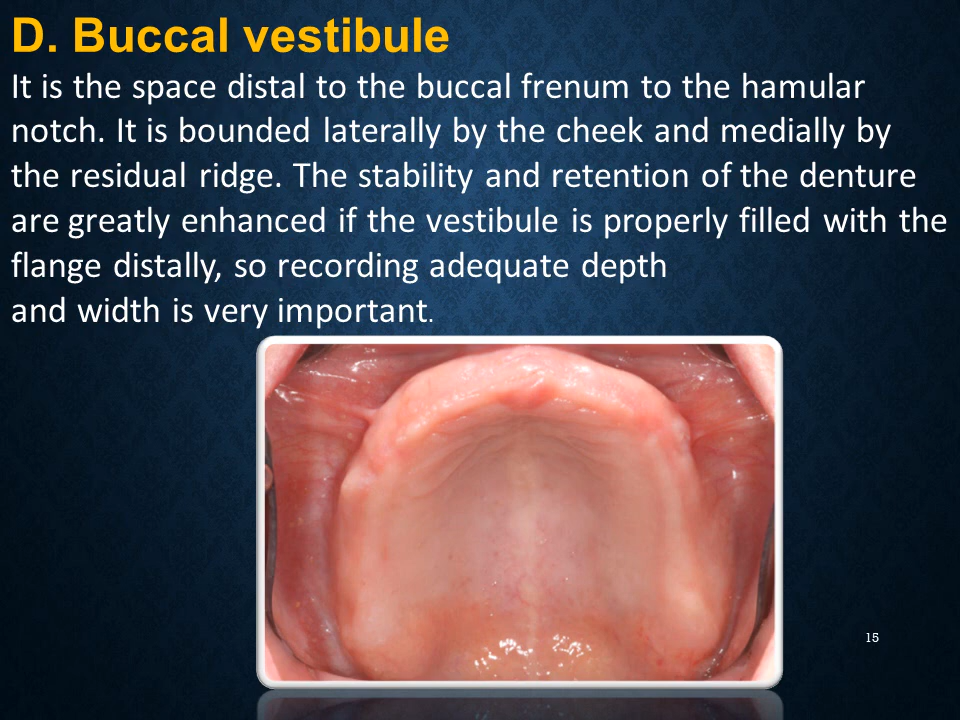 D. Buccal vestibule
It is the space distal to the buccal frenum to the hamular
notch. It is bounded laterally by the cheek and medially by
the residual ridge. The stability and retention of the denture
are greatly enhanced if the vestibule is properly filled with the
flange distally, so recording adequate depth
and width is very important.
15